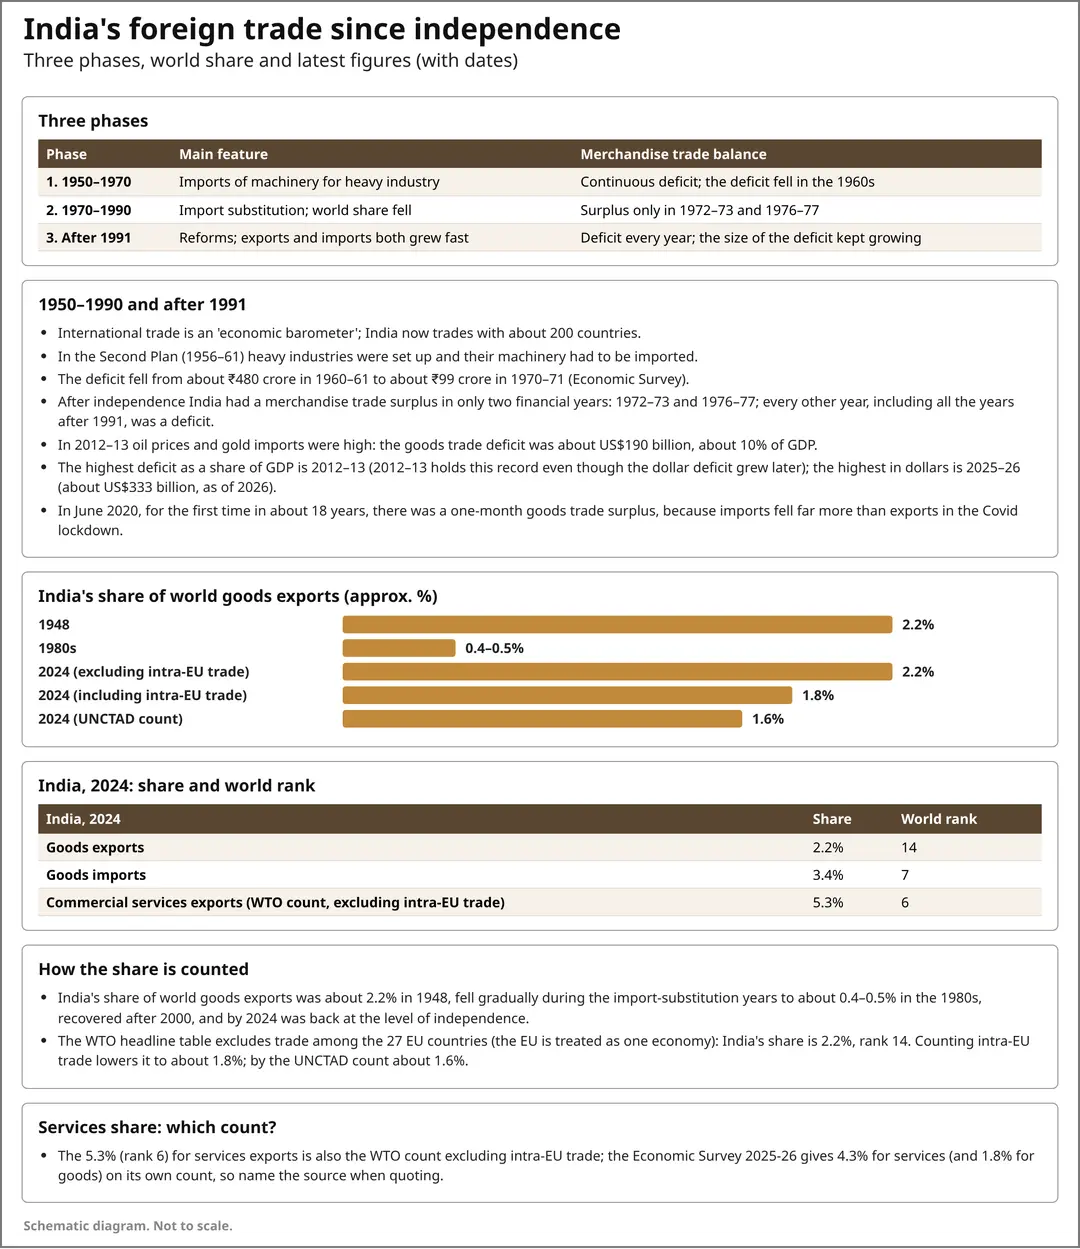 India's foreign trade since independence
Three phases, world share and latest figures (with dates)
Three phases
Phase Main feature Merchandise trade balance
1. 1950–1970 Imports of machinery for heavy industry Continuous deficit; the deficit fell in the 1960s
2. 1970–1990 Import substitution; world share fell Surplus only in 1972–73 and 1976–77
3. After 1991 Reforms; exports and imports both grew fast Deficit every year; the size of the deficit kept growing
1950–1990 and after 1991
• International trade is an 'economic barometer'; India now trades with about 200 countries.
• In the Second Plan (1956–61) heavy industries were set up and their machinery had to be imported.
• The deficit fell from about ₹480 crore in 1960–61 to about ₹99 crore in 1970–71 (Economic Survey).
• After independence India had a merchandise trade surplus in only two financial years: 1972–73 and 1976–77; every other year, including all the years
after 1991, was a deficit.
• In 2012–13 oil prices and gold imports were high: the goods trade deficit was about US$190 billion, about 10% of GDP.
• The highest deficit as a share of GDP is 2012–13 (2012–13 holds this record even though the dollar deficit grew later); the highest in dollars is 2025–26
(about US$333 billion, as of 2026).
• In June 2020, for the first time in about 18 years, there was a one-month goods trade surplus, because imports fell far more than exports in the Covid
lockdown.
India's share of world goods exports (approx. %)
1948 2.2%
1980s 0.4–0.5%
2024 (excluding intra-EU trade) 2.2%
2024 (including intra-EU trade) 1.8%
2024 (UNCTAD count) 1.6%
India, 2024: share and world rank
India, 2024 Share World rank
Goods exports 2.2% 14
Goods imports 3.4% 7
Commercial services exports (WTO count, excluding intra-EU trade) 5.3% 6
How the share is counted
• India's share of world goods exports was about 2.2% in 1948, fell gradually during the import-substitution years to about 0.4–0.5% in the 1980s,
recovered after 2000, and by 2024 was back at the level of independence.
• The WTO headline table excludes trade among the 27 EU countries (the EU is treated as one economy): India's share is 2.2%, rank 14. Counting intra-EU
trade lowers it to about 1.8%; by the UNCTAD count about 1.6%.
Services share: which count?
• The 5.3% (rank 6) for services exports is also the WTO count excluding intra-EU trade; the Economic Survey 2025-26 gives 4.3% for services (and 1.8% for
goods) on its own count, so name the source when quoting.
Schematic diagram. Not to scale.